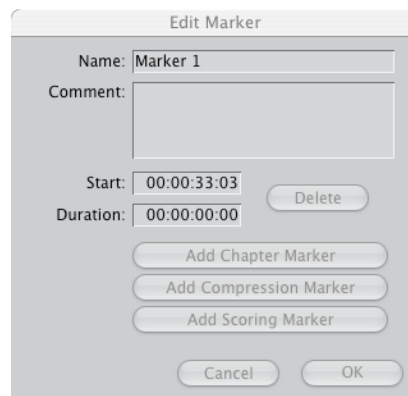 Edit Marker
Name: Marker 1
Comment:
Start: 00:00:33:03
Delete
Duration: 00:00:00:00
Add Chapter Marker
Add Compression Marker
Add Scoring Marker
Cancel OK